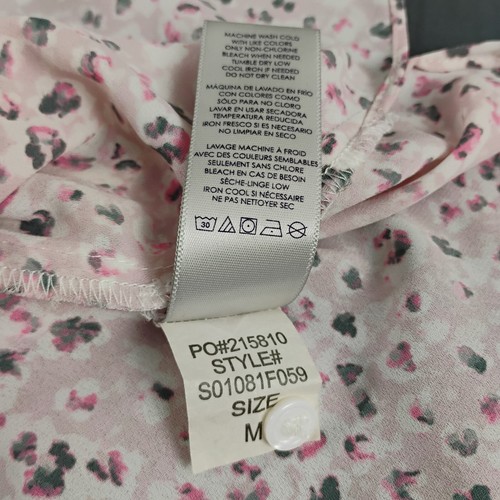 MACHINE WASH COLD
WITH LIKE COLORS
ONLY NON-CHLORINE
BLEACH WHEN NEEDED
TUMBLE DRY LOW
COOL IRON IF NEEDED
DO NOT DRY CLEAN
MÁQUINA DE LAVADO EN FRÍO
CON COLORES COMO
SÓLO PARA NO CLORO
LAVAR EN USAR SECADORA
TEMPERATURA REDUCIDA
IRON FRESCO SI ES NECESARIO
NO LIMPIAR EN SECO
LAVAGE MACHINE À FROID
AVEC DES COULEURS SEMBLABLES
SEULEMENT SANS CHLORE
BLEACH EN CAS DE BESOIN
SÈCHE-LINGE LOW
IRON COOL SI NÉCESSAIRE
NE PAS NETTOYER SEC
30
PO#215810
STYLE#
S01081F059
SIZE
M